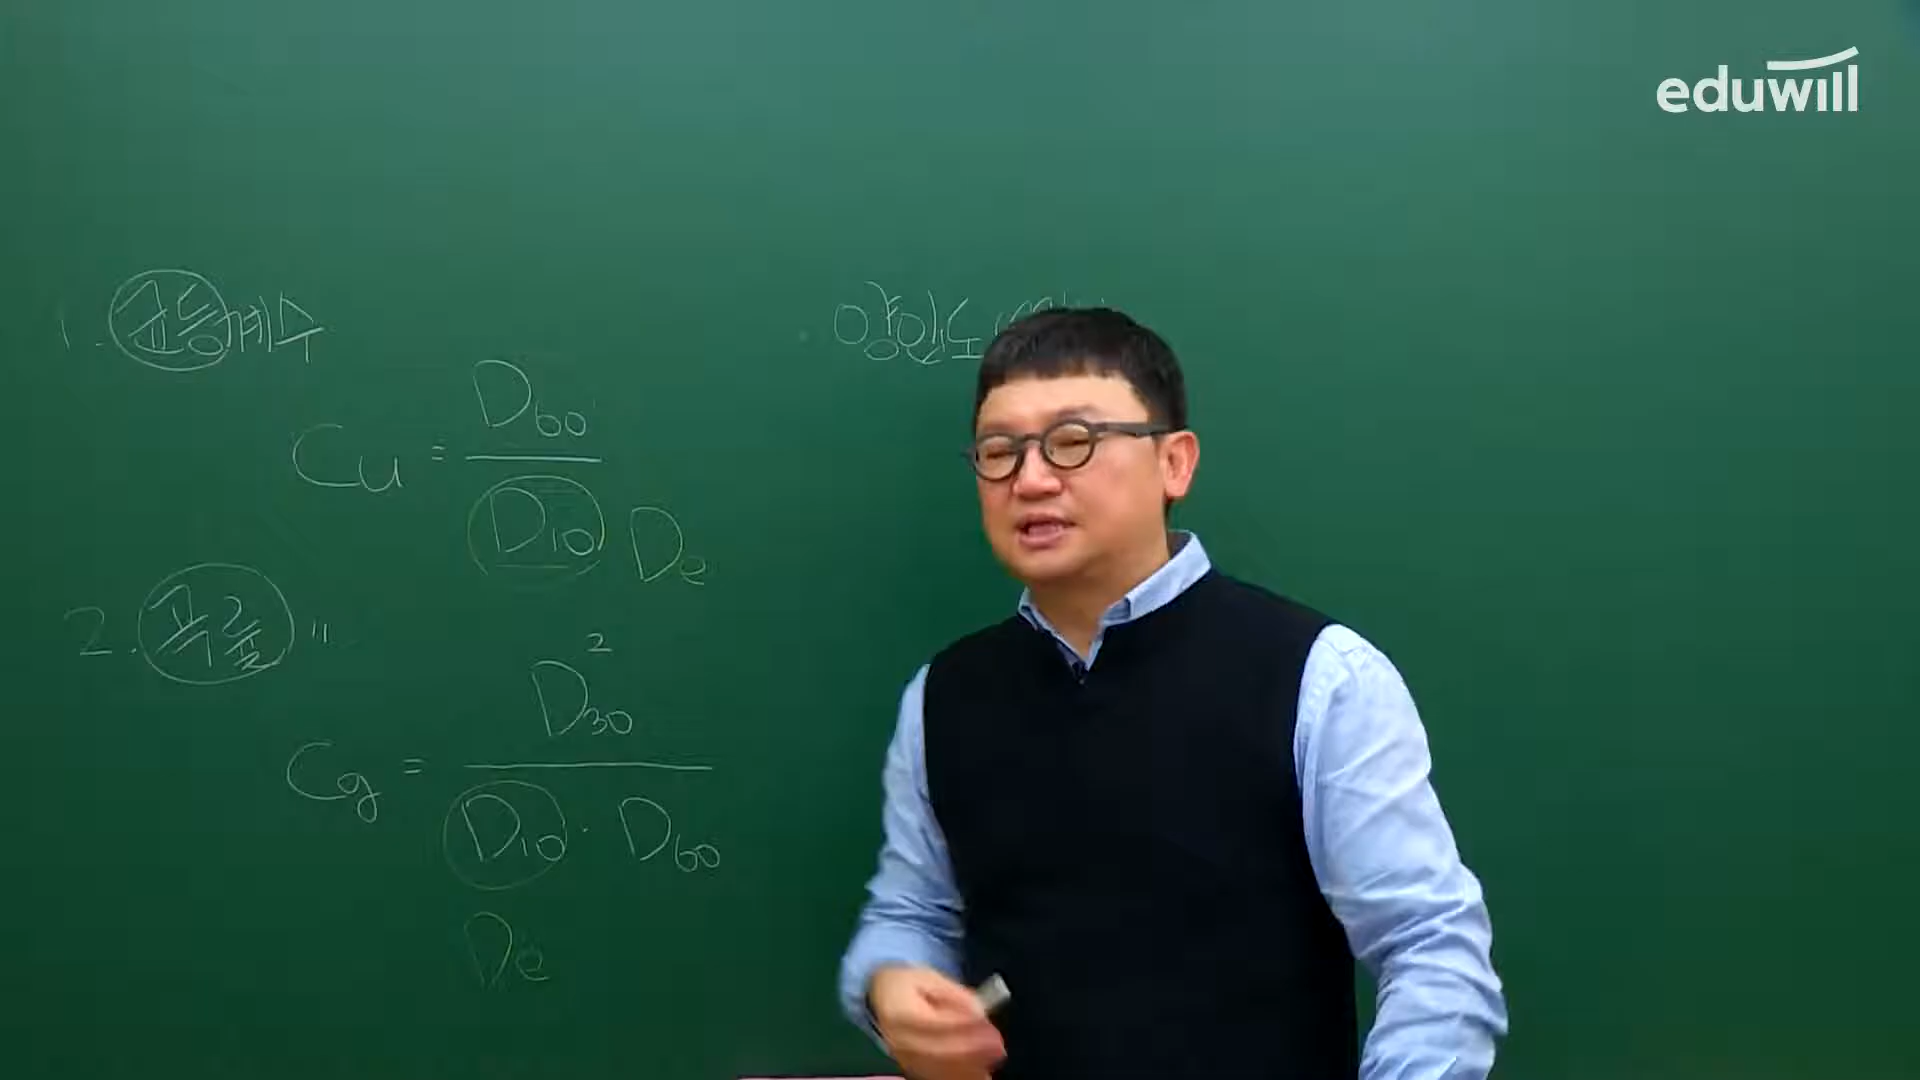 eduwill
1. 균등계수
Cu = D60 / D10 De
2. 곡률 "
Cg = D30² / D10 · D60
De
양입도